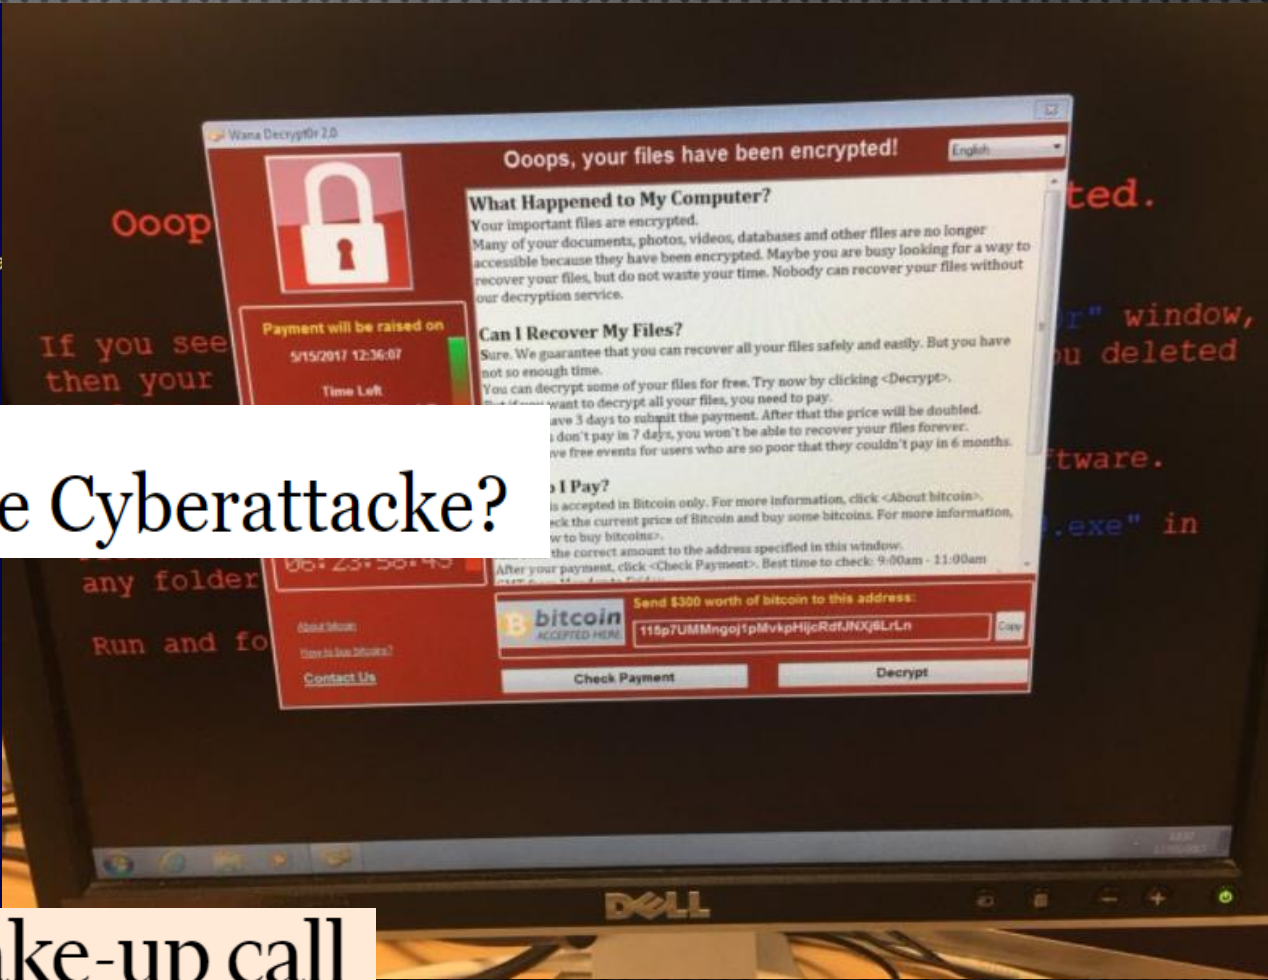 Wana Decrypt0r 2.0
Ooops, your files have been encrypted!
English
What Happened to My Computer?
Your important files are encrypted.
Many of your documents, photos, videos, databases and other files are no longer
accessible because they have been encrypted. Maybe you are busy looking for a way to
recover your files, but do not waste your time. Nobody can recover your files without
our decryption service.
Can I Recover My Files?
Sure. We guarantee that you can recover all your files safely and easily. But you have
not so enough time.
You can decrypt some of your files for free. Try now by clicking <Decrypt>.
want to decrypt all your files, you need to pay.
ave 3 days to submit the payment. After that the price will be doubled.
don't pay in 7 days, you won't be able to recover your files forever.
ve free events for users who are so poor that they couldn't pay in 6 months.
I Pay?
is accepted in Bitcoin only. For more information, click <About bitcoin>.
ck the current price of Bitcoin and buy some bitcoins. For more information,
w to buy bitcoins>.
the correct amount to the address specified in this window.
After your payment, click <Check Payment>. Best time to check: 9:00am - 11:00am
Payment will be raised on
5/15/2017 12:36:07
Time Left
About bitcoin
How to buy bitcoins?
Contact Us
bitcoin
ACCEPTED HERE
Send $300 worth of bitcoin to this address:
Copy
Check Payment
Decrypt
Ooop
ted.
If you see
window,
then your
u deleted
tware.
.exe" in
any folder
Run and fo
e Cyberattacke?
DELL
ake-up call